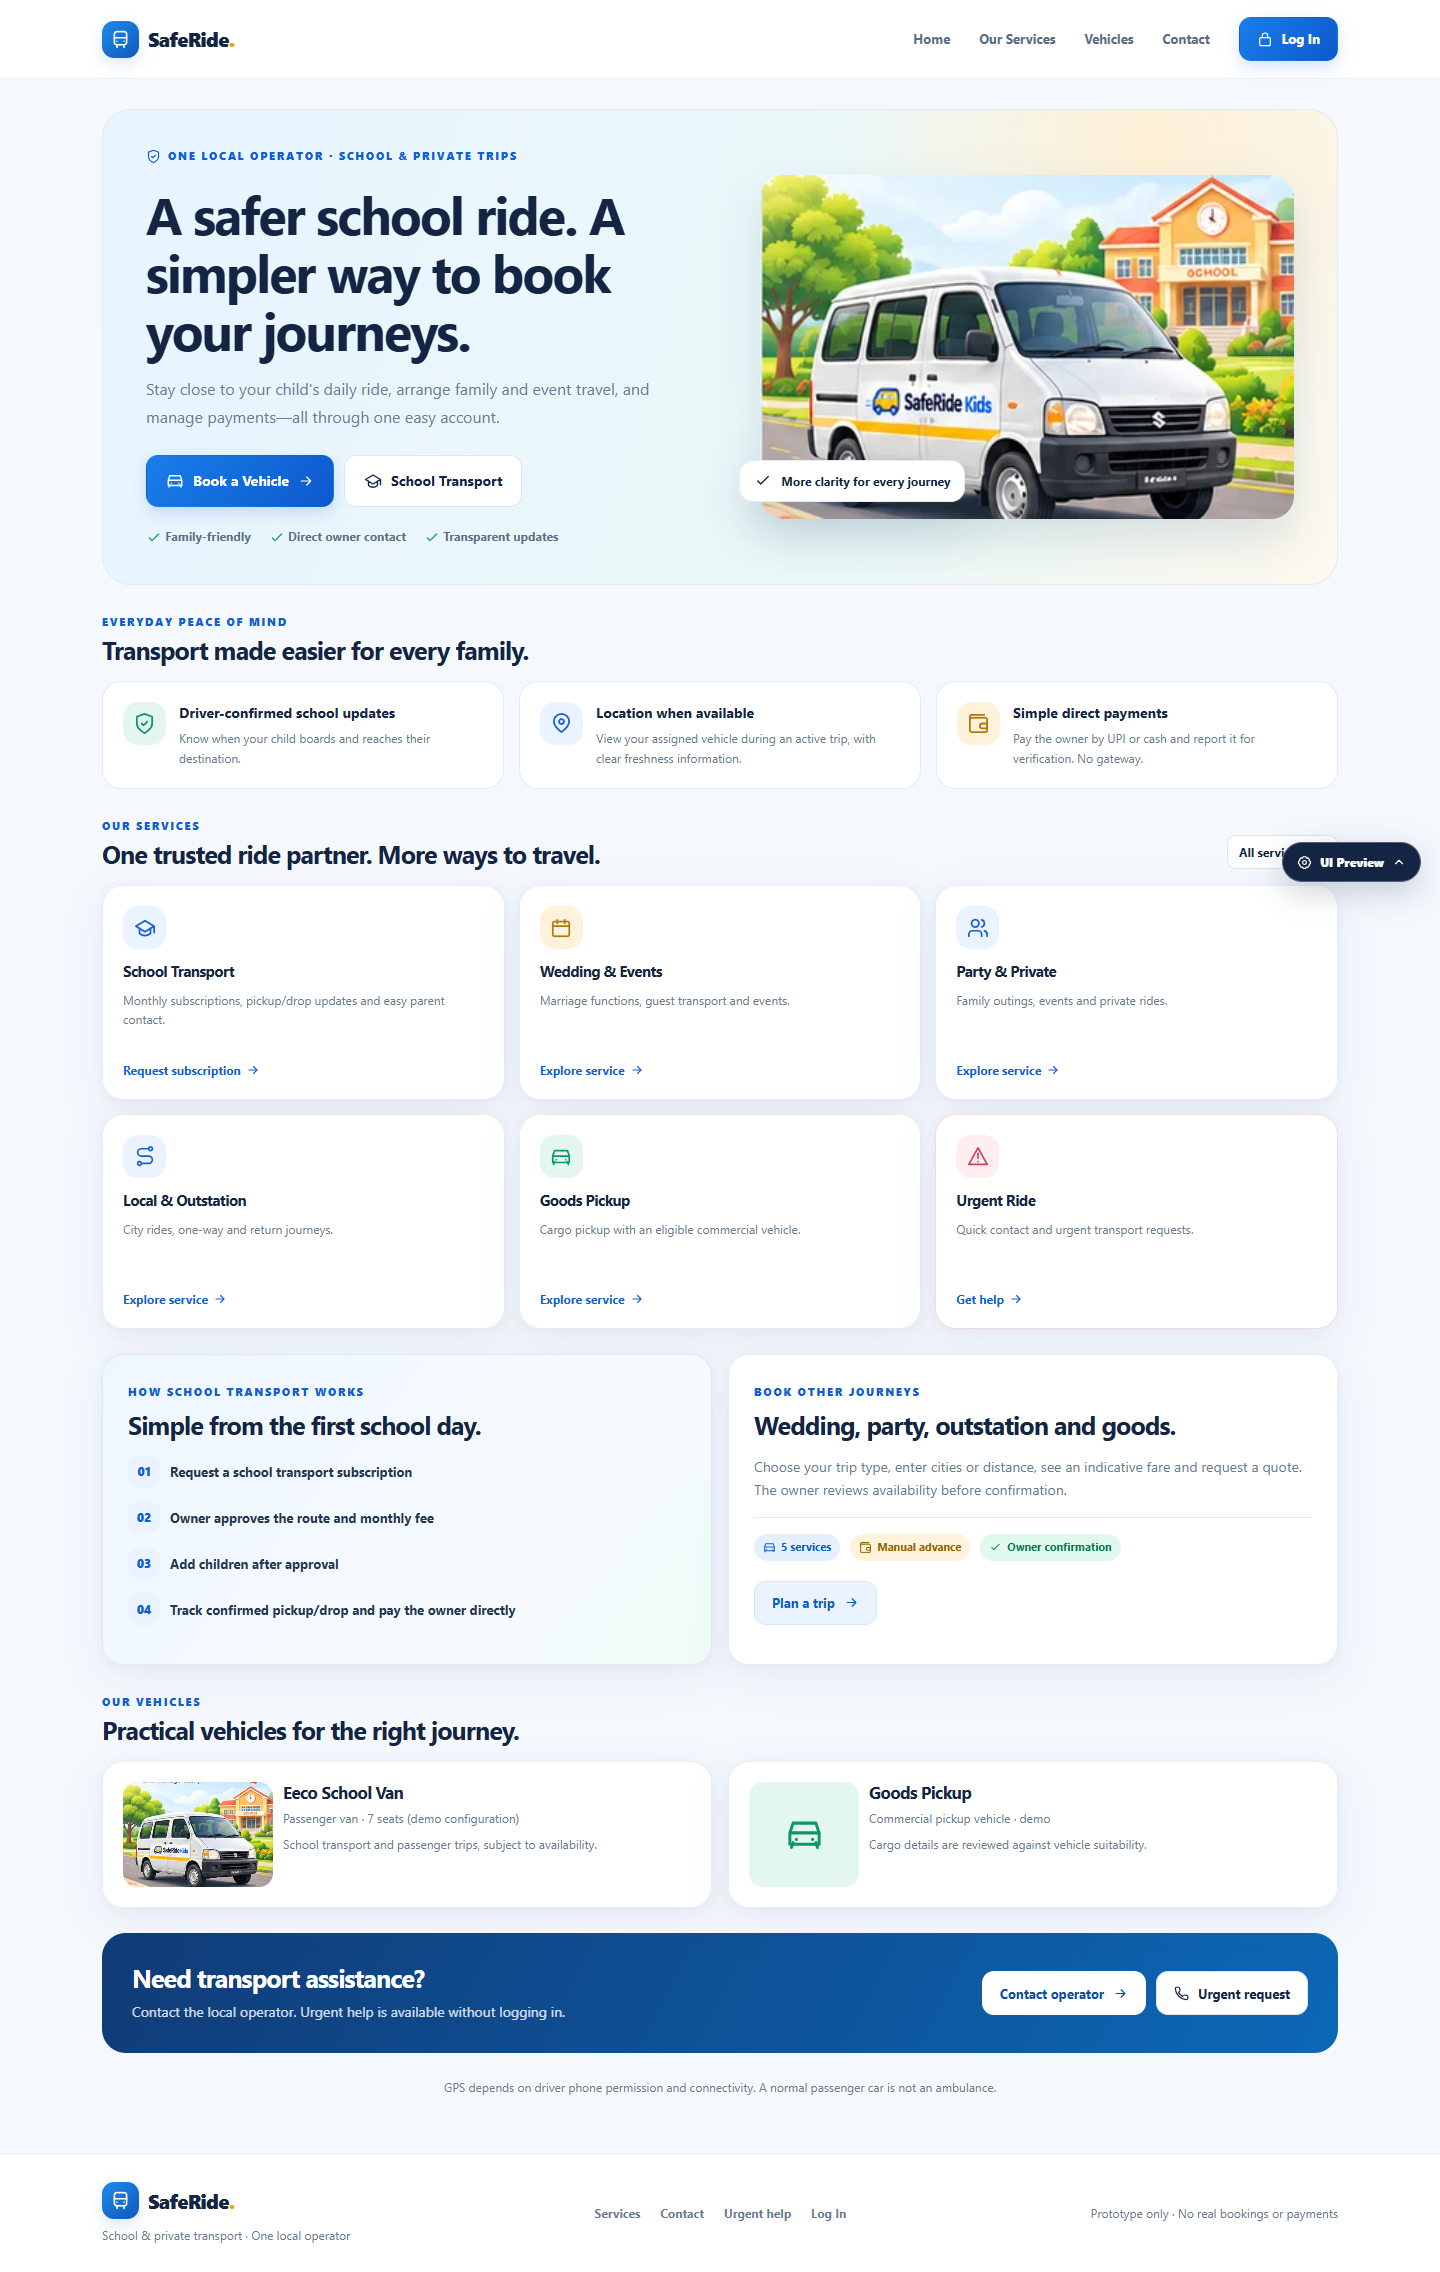 SafeRide.
Home
Our Services
Vehicles
Contact
Log In
ONE LOCAL OPERATOR · SCHOOL & PRIVATE TRIPS
A safer school ride. A
simpler way to book
your journeys.
Stay close to your child's daily ride, arrange family and event travel, and
manage payments—all through one easy account.
Book a Vehicle
School Transport
Family-friendly
Direct owner contact
Transparent updates
SCHOOL
SafeRide Kids
More clarity for every journey
EVERYDAY PEACE OF MIND
Transport made easier for every family.
Driver-confirmed school updates
Know when your child boards and reaches their
destination.
Location when available
View your assigned vehicle during an active trip, with
clear freshness information.
Simple direct payments
Pay the owner by UPI or cash and report it for
verification. No gateway.
OUR SERVICES
One trusted ride partner. More ways to travel.
All
UI Preview
School Transport
Monthly subscriptions, pickup/drop updates and easy parent
contact.
Request subscription
Wedding & Events
Marriage functions, guest transport and events.
Explore service
Party & Private
Family outings, events and private rides.
Explore service
Local & Outstation
City rides, one-way and return journeys.
Explore service
Goods Pickup
Cargo pickup with an eligible commercial vehicle.
Explore service
Urgent Ride
Quick contact and urgent transport requests.
Get help
HOW SCHOOL TRANSPORT WORKS
Simple from the first school day.
01 Request a school transport subscription
02 Owner approves the route and monthly fee
03 Add children after approval
04 Track confirmed pickup/drop and pay the owner directly
BOOK OTHER JOURNEYS
Wedding, party, outstation and goods.
Choose your trip type, enter cities or distance, see an indicative fare and request a quote.
The owner reviews availability before confirmation.
5 services
Manual advance
Owner confirmation
Plan a trip
OUR VEHICLES
Practical vehicles for the right journey.
SafeRide Kids
Eeco School Van
Passenger van · 7 seats (demo configuration)
School transport and passenger trips, subject to availability.
Goods Pickup
Commercial pickup vehicle · demo
Cargo details are reviewed against vehicle suitability.
Need transport assistance?
Contact the local operator. Urgent help is available without logging in.
Contact operator
Urgent request
GPS depends on driver phone permission and connectivity. A normal passenger car is not an ambulance.
SafeRide.
School & private transport · One local operator
Services
Contact
Urgent help
Log In
Prototype only · No real bookings or payments